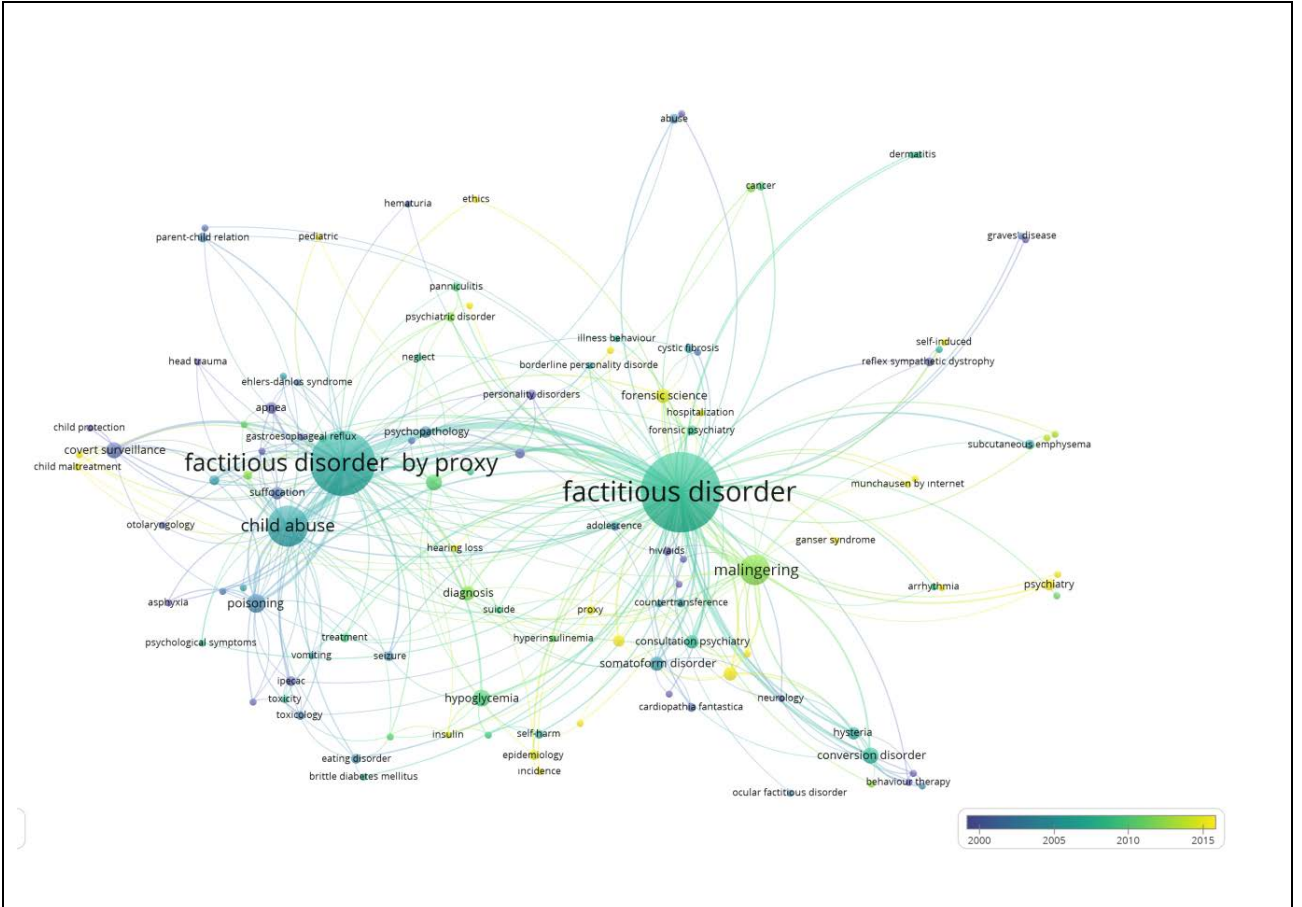 abuse
dermatitis
cancer
hematuria
ethics
parent-child relation
pediatric
graves' disease
panniculitis
psychiatric disorder
illness behaviour
self-induced
cystic fibrosis
neglect
head trauma
borderline personality disorde
reflex sympathetic dystrophy
ehlers-danlos syndrome
personality disorders
forensic science
apnea
hospitalization
child protection
gastroesophageal reflux
psychopathology
forensic psychiatry
covert surveillance
subcutaneous emphysema
factitious disorder by proxy
child maltreatment
munchausen by internet
suffocation
factitious disorder
otolaryngology
child abuse
adolescence
ganser syndrome
hearing loss
hiv/aids
malingering
arrhythmia
psychiatry
diagnosis
asphyxia
poisoning
suicide
proxy
countertransference
psychological symptoms
treatment
hyperinsulinemia
consultation psychiatry
vomiting
seizure
somatoform disorder
ipecac
toxicity
hypoglycemia
neurology
cardiopathia fantastica
toxicology
insulin
self-harm
hysteria
eating disorder
epidemiology
conversion disorder
brittle diabetes mellitus
incidence
behaviour therapy
ocular factitious disorder
2000 2005 2010 2015